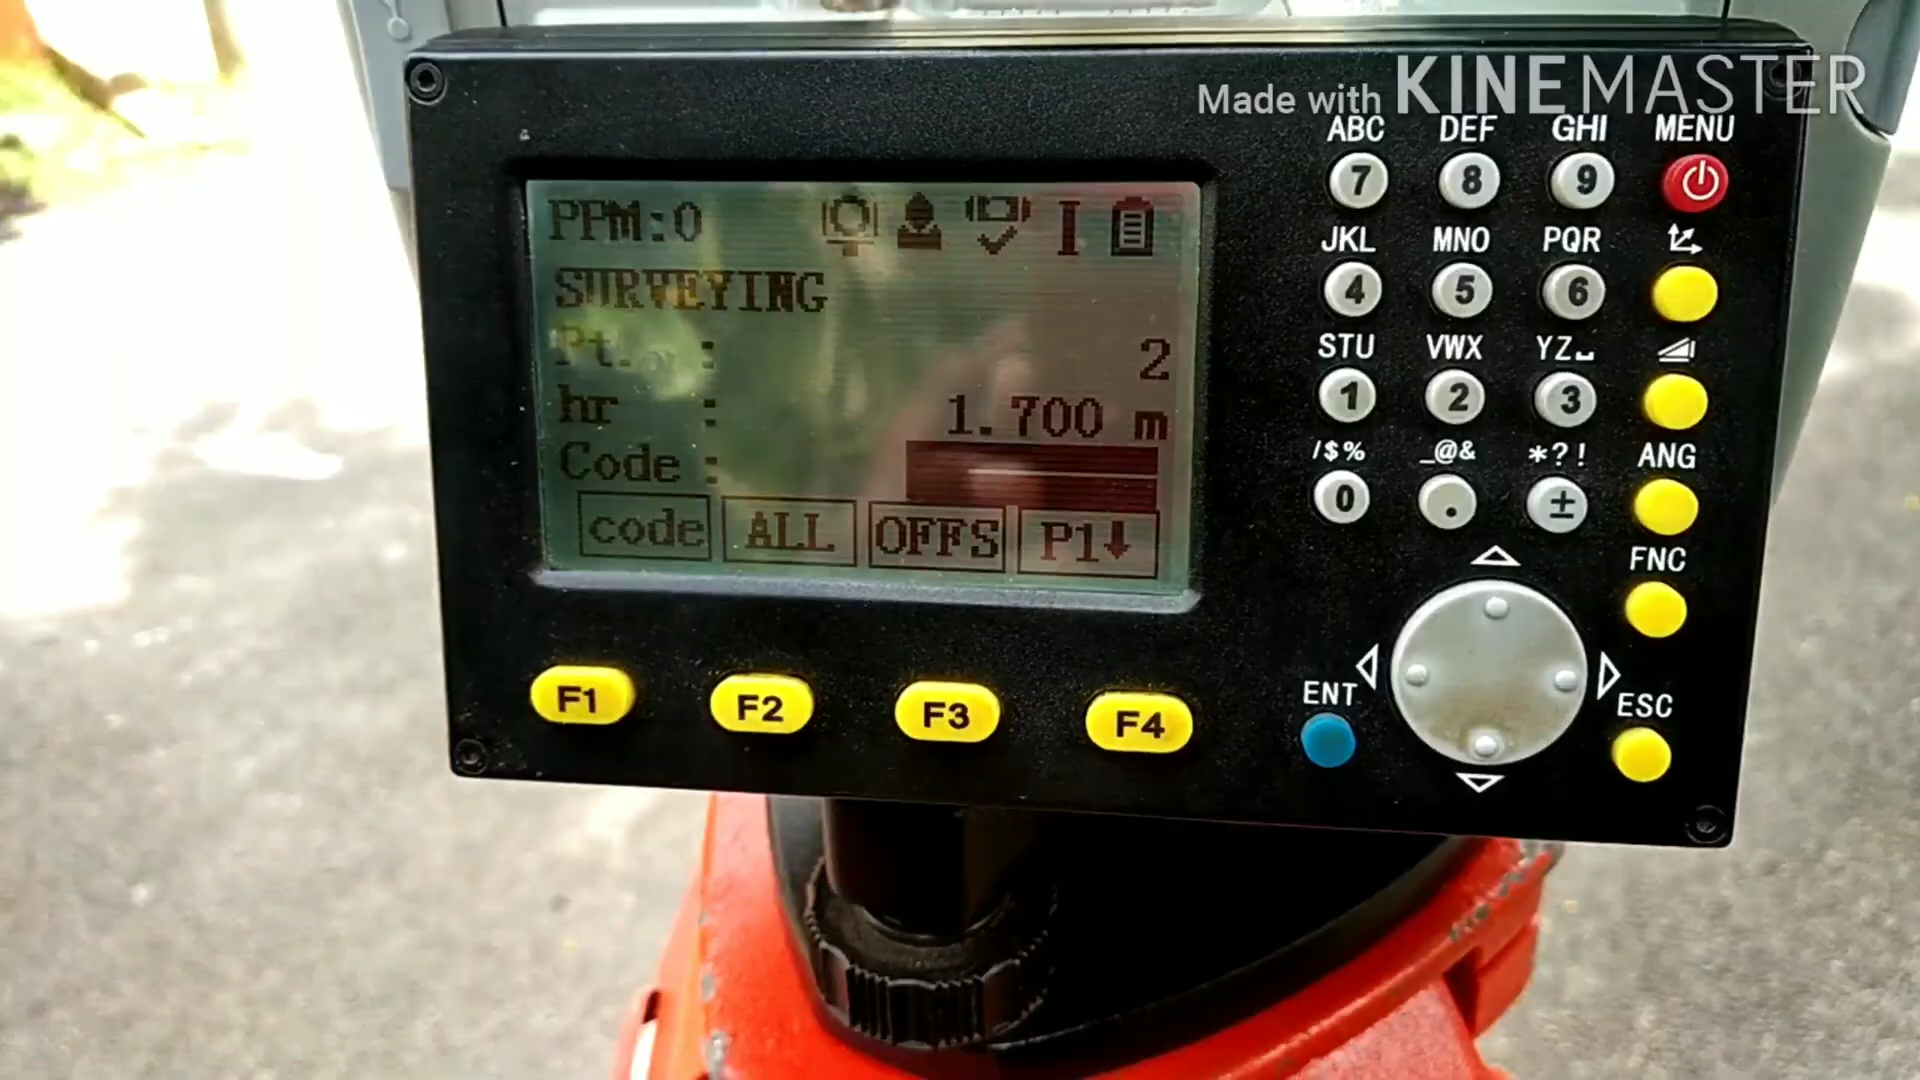 Made with KINEMASTER
ABC DEF GHI MENU
7 8 9
PPM:0
JKL MNO PQR
4 5 6
SURVEYING
Pt. : 2
STU VWX YZ␣
1 2 3
hr : 1.700 m
Code :
/$% _@& *?! ANG
0 . ±
code ALL OFFS P1↓
FNC
F1 F2 F3 F4
ENT
ESC